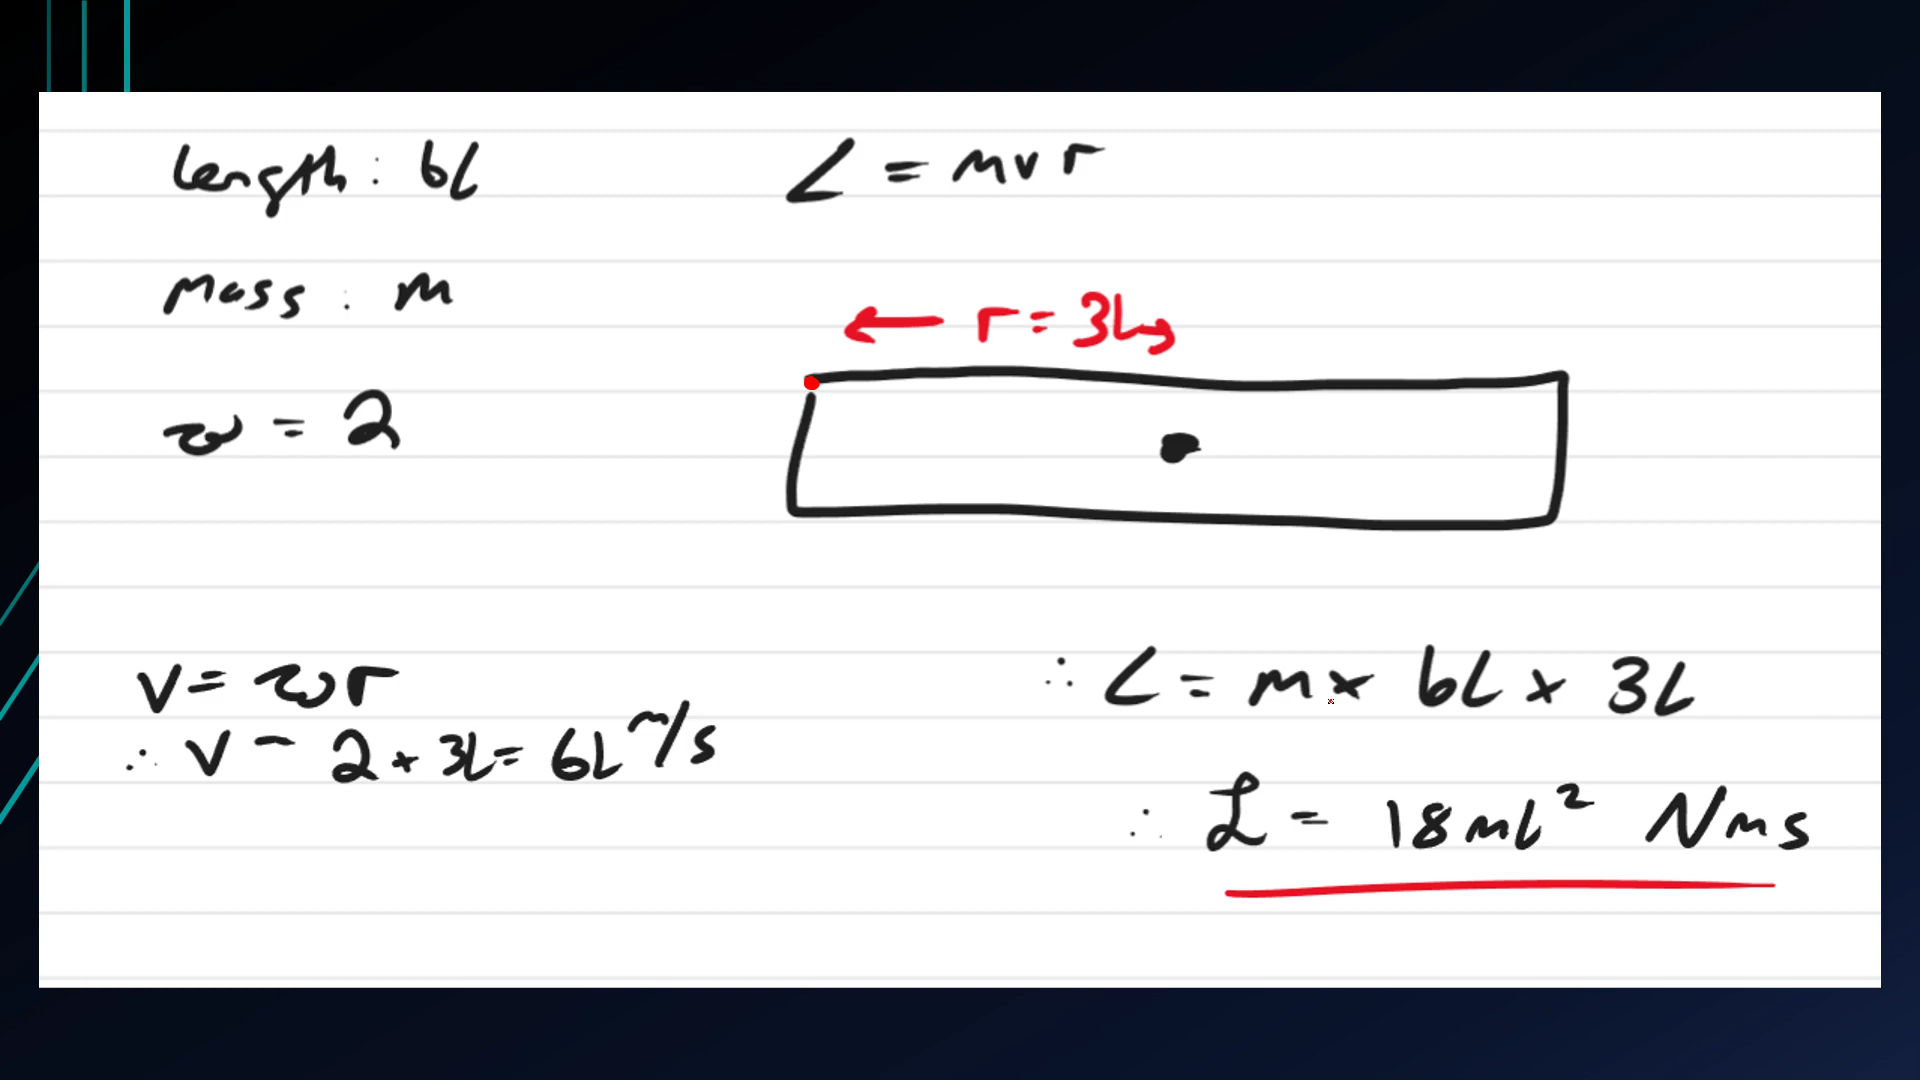 Length : 6L
L = mvr
Mass : m
r = 3L
ω = 2
v = ωr
∴ v = 2 × 3L = 6L m/s
∴ L = m × 6L × 3L
∴ L = 18mL² Nms